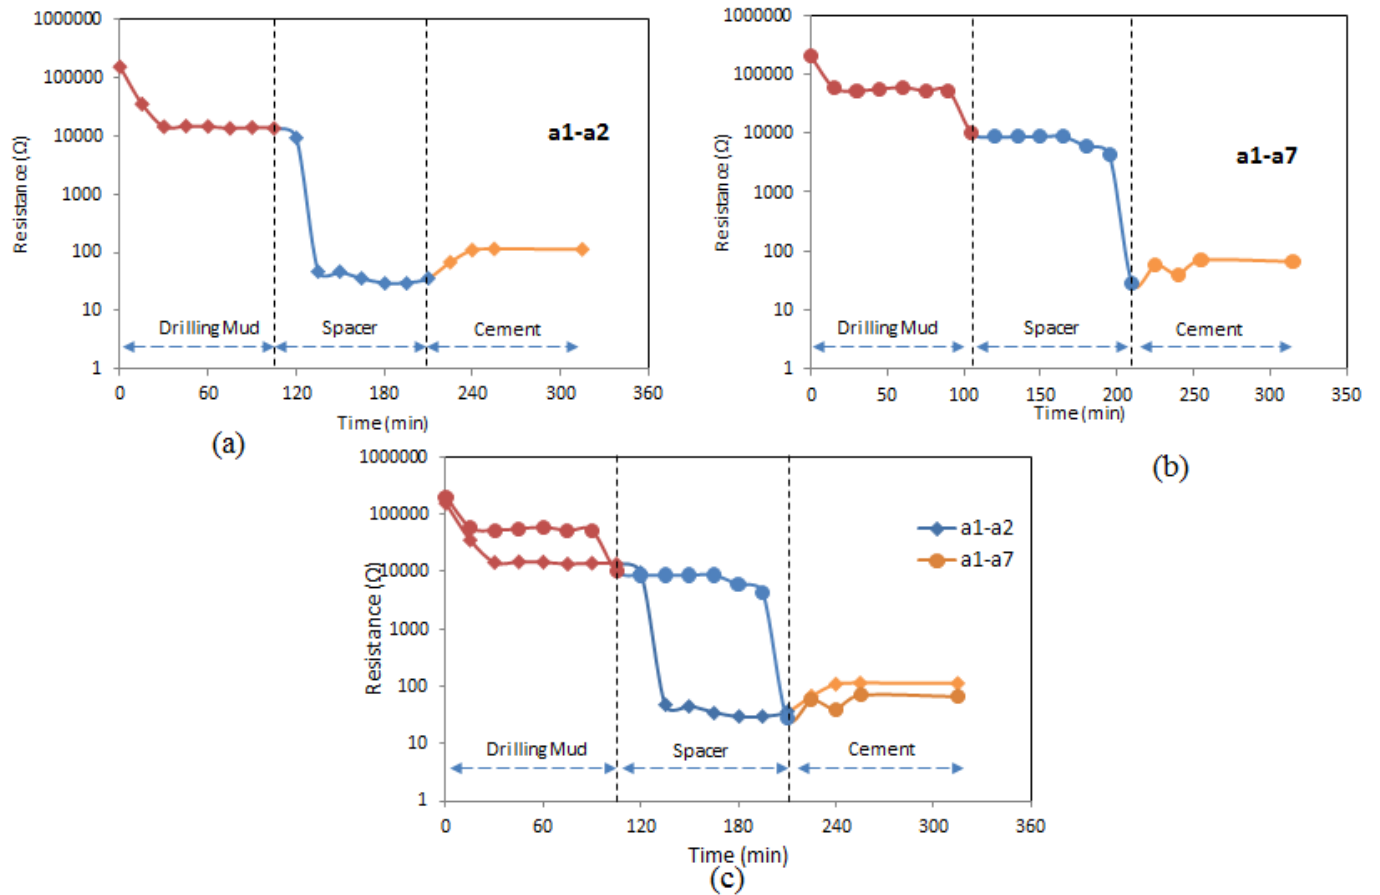 1000000
100000
10000
1000
100
10
1
Resistance (Ω)
a1-a2
Drilling Mud Spacer Cement
0 60 120 180 240 300 360
Time (min)
(a)
1000000
100000
10000
1000
100
10
1
Resistance (Ω)
a1-a7
Drilling Mud Spacer Cement
0 50 100 150 200 250 300 350
Time (min)
(b)
1000000
100000
10000
1000
100
10
1
Resistance (Ω)
a1-a2
a1-a7
Drilling Mud Spacer Cement
0 60 120 180 240 300 360
Time (min)
(c)